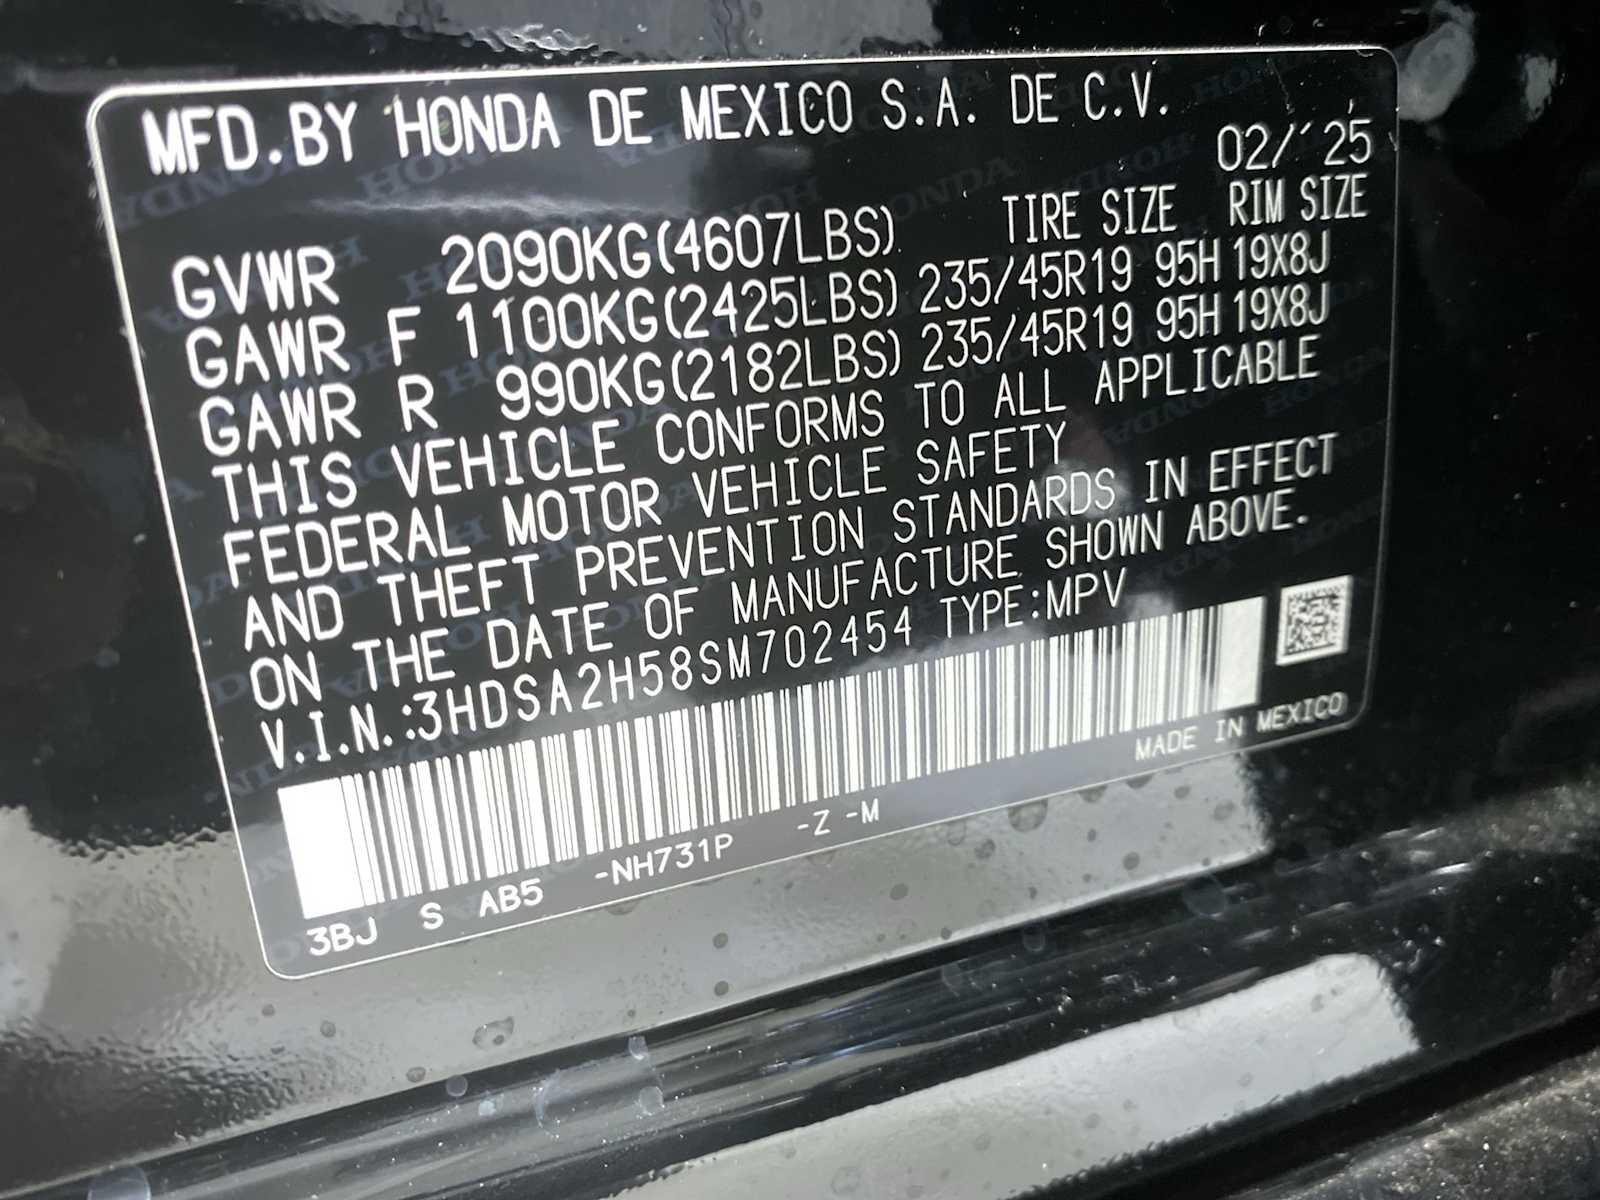 MFD.BY HONDA DE MEXICO S.A. DE C.V.
02/'25
TIRE SIZE RIM SIZE
GVWR 2090KG(4607LBS)
GAWR F 1100KG(2425LBS) 235/45R19 95H 19X8J
GAWR R 990KG(2182LBS) 235/45R19 95H 19X8J
THIS VEHICLE CONFORMS TO ALL APPLICABLE
FEDERAL MOTOR VEHICLE SAFETY
AND THEFT PREVENTION STANDARDS IN EFFECT
ON THE DATE OF MANUFACTURE SHOWN ABOVE.
V.I.N.:3HDSA2H58SM702454 TYPE:MPV
MADE IN MEXICO
3BJ S AB5 -NH731P -Z -M